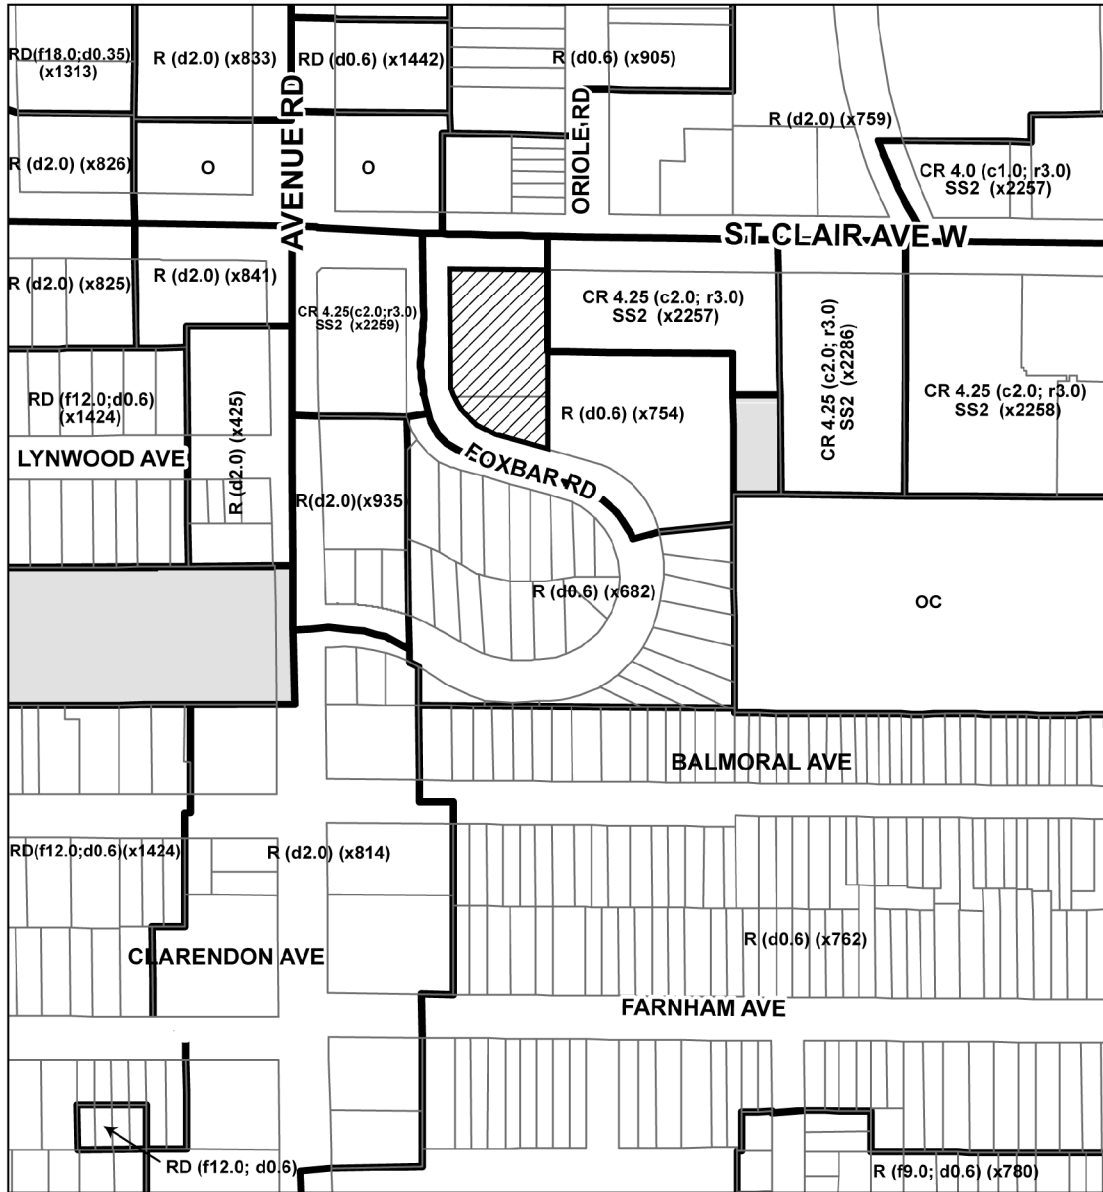 RD(f18.0;d0.35)
(x1313)
R (d2.0) (x833)
RD (d0.6) (x1442)
R (d0.6) (x905)
AVENUE RD
ORIOLE RD
R (d2.0) (x759)
R (d2.0) (x826)
O
O
CR 4.0 (c1.0; r3.0)
SS2 (x2257)
ST CLAIR AVE W
R (d2.0) (x825)
R (d2.0) (x841)
CR 4.25(c2.0;r3.0)
SS2 (x2259)
CR 4.25 (c2.0; r3.0)
SS2 (x2257)
CR 4.25 (c2.0; r3.0)
SS2 (x2286)
CR 4.25 (c2.0; r3.0)
SS2 (x2258)
RD (f12.0;d0.6)
(x1424)
R (d2.0) (x425)
R (d0.6) (x754)
LYNWOOD AVE
FOXBAR RD
R(d2.0)(x935)
R (d0.6) (x682)
OC
BALMORAL AVE
RD(f12.0;d0.6)(x1424)
R (d2.0) (x814)
R (d0.6) (x762)
CLARENDON AVE
FARNHAM AVE
RD (f12.0; d0.6)
R (f9.0; d0.6) (x780)